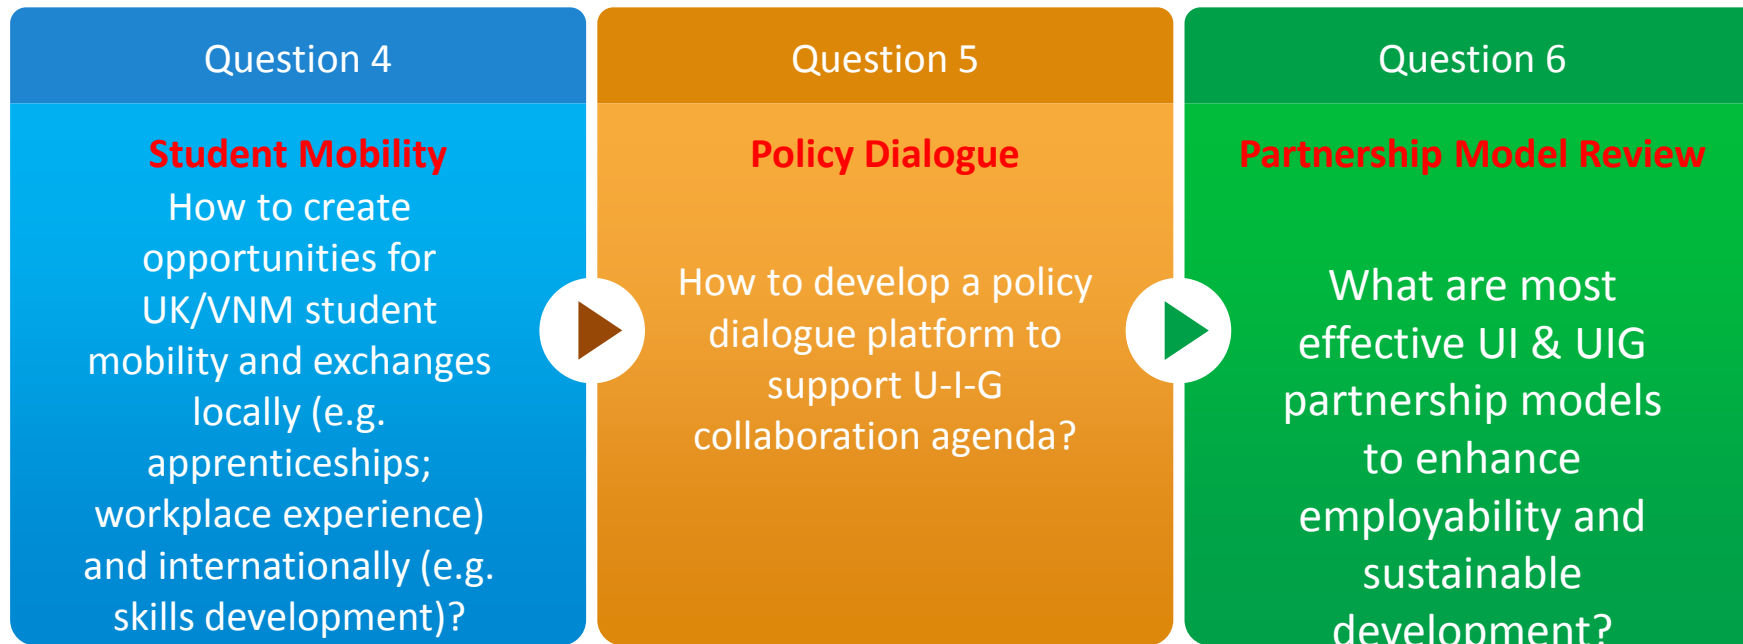 Question 4
Student Mobility
How to create
opportunities for
UK/VNM student
mobility and exchanges
locally (e.g.
apprenticeships;
workplace experience)
and internationally (e.g.
skills development)?
Question 5
Policy Dialogue
How to develop a policy
dialogue platform to
support U-I-G
collaboration agenda?
Question 6
Partnership Model Review
What are most
effective UI & UIG
partnership models
to enhance
employability and
sustainable
development?